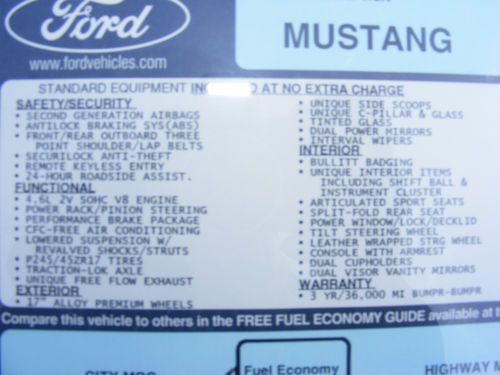 Ford
www.fordvehicles.com
MUSTANG
STANDARD EQUIPMENT INCLUDED AT NO EXTRA CHARGE
SAFETY/SECURITY
• SECOND GENERATION AIRBAGS
• ANTILOCK BRAKING SYS(ABS)
• FRONT/REAR OUTBOARD THREE
POINT SHOULDER/LAP BELTS
• SECURILOCK ANTI-THEFT
• REMOTE KEYLESS ENTRY
• 24-HOUR ROADSIDE ASSIST.
FUNCTIONAL
• 4.6L 2V SOHC V8 ENGINE
• POWER RACK/PINION STEERING
• PERFORMANCE BRAKE PACKAGE
• CFC-FREE AIR CONDITIONING
• LOWERED SUSPENSION W/
REVALVED SHOCKS/STRUTS
• P245/45ZR17 TIRES
• TRACTION-LOK AXLE
• UNIQUE FREE FLOW EXHAUST
EXTERIOR
• 17" ALLOY PREMIUM WHEELS
• UNIQUE SIDE SCOOPS
• UNIQUE C-PILLAR & GLASS
• TINTED GLASS
• DUAL POWER MIRRORS
• INTERVAL WIPERS
INTERIOR
• BULLITT BADGING
• UNIQUE INTERIOR ITEMS
INCLUDING SHIFT BALL &
INSTRUMENT CLUSTER
• ARTICULATED SPORT SEATS
• SPLIT-FOLD REAR SEAT
• POWER WINDOW/LOCK/DECKLID
• TILT STEERING WHEEL
• LEATHER WRAPPED STRG WHEEL
• CONSOLE WITH ARMREST
• DUAL CUPHOLDERS
• DUAL VISOR VANITY MIRRORS
WARRANTY
• 3 YR/36,000 MI BUMPR-BUMPR
Compare this vehicle to others in the FREE FUEL ECONOMY GUIDE available at t
CITY MPG
Fuel Economy
HIGHWAY M